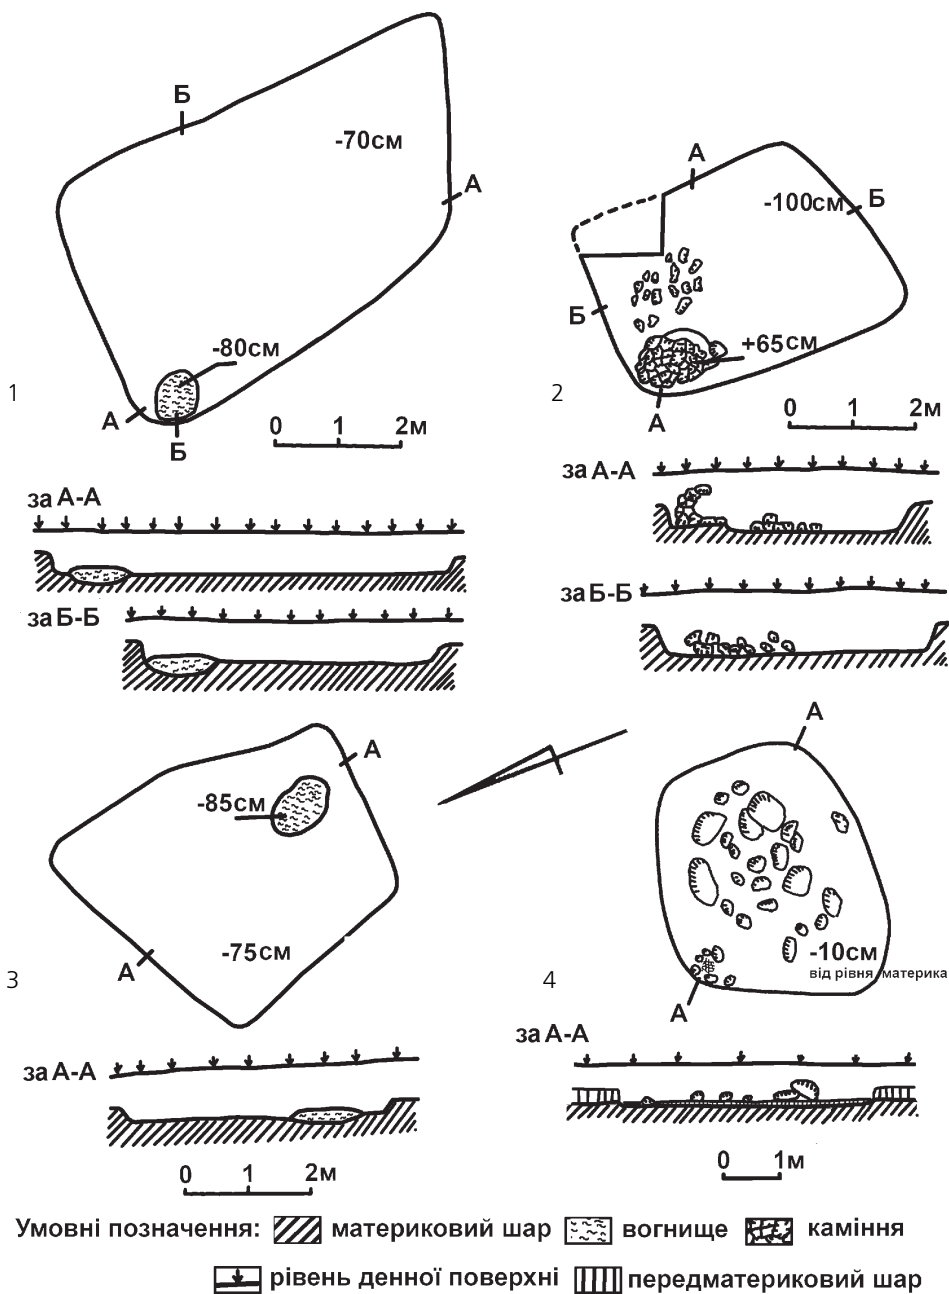 Б
-70см
А
-80см
1
А
Б
0 1 2м
А
-100см
Б
Б
+65см
2
А
0 1 2м
за А-А
за Б-Б
за А-А
за Б-Б
А
-85см
-75см
А
3
за А-А
0 1 2м
А
-10см
від рівня материка
4
А
за А-А
0 1м
Умовні позначення: материковий шар вогнище каміння
рівень денної поверхні передматериковий шар